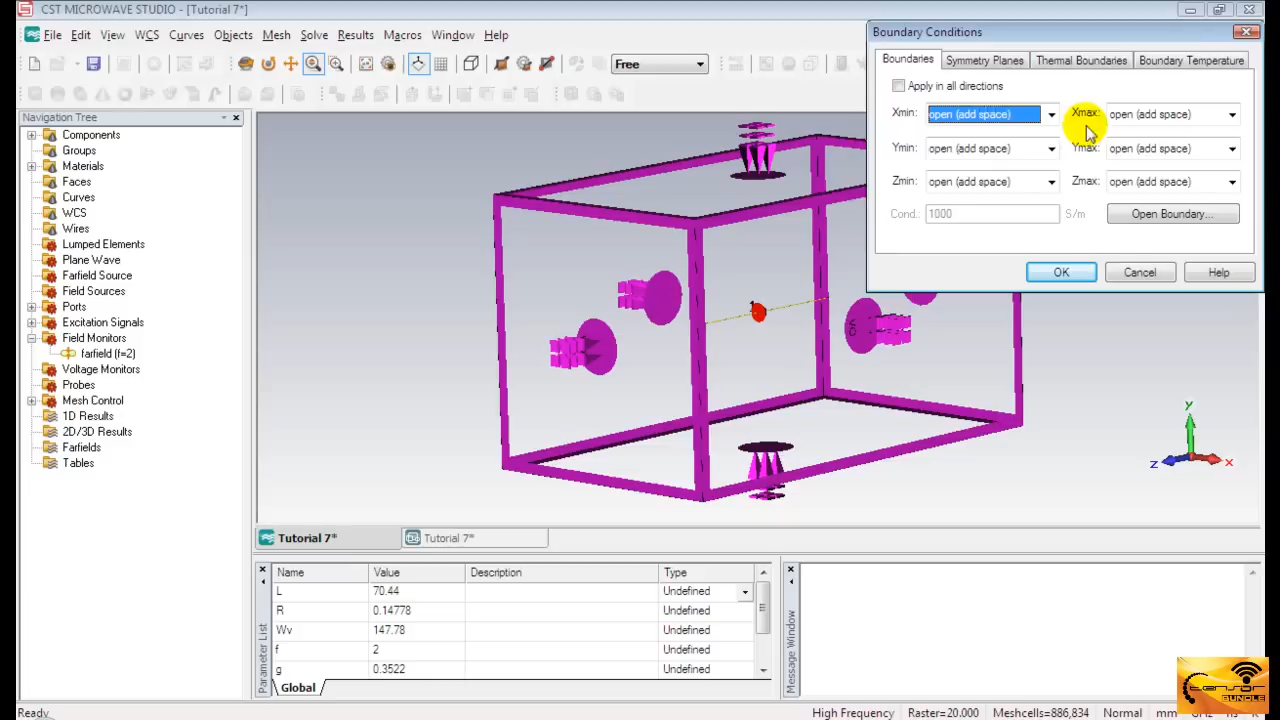 CST MICROWAVE STUDIO - [Tutorial 7*]
File Edit View WCS Curves Objects Mesh Solve Results Macros Window Help
Free
Navigation Tree
Components
Groups
Materials
Faces
Curves
WCS
Wires
Lumped Elements
Plane Wave
Farfield Source
Field Sources
Ports
Excitation Signals
Field Monitors
farfield (f=2)
Voltage Monitors
Probes
Mesh Control
1D Results
2D/3D Results
Farfields
Tables
1
y
z
x
Boundary Conditions
Boundaries Symmetry Planes Thermal Boundaries Boundary Temperature
Apply in all directions
Xmin: open (add space) Xmax: open (add space)
Ymin: open (add space) Ymax: open (add space)
Zmin: open (add space) Zmax: open (add space)
Cond.: 1000 S/m Open Boundary...
OK Cancel Help
Tutorial 7* Tutorial 7*
Parameter List
Name Value Description Type
L 70.44 Undefined
R 0.14778 Undefined
Wv 147.78 Undefined
f 2 Undefined
g 0.3522 Undefined
Global
Message Window
BUNDLE
Ready
High Frequency Raster=20.000 Meshcells=886,834 Normal mm